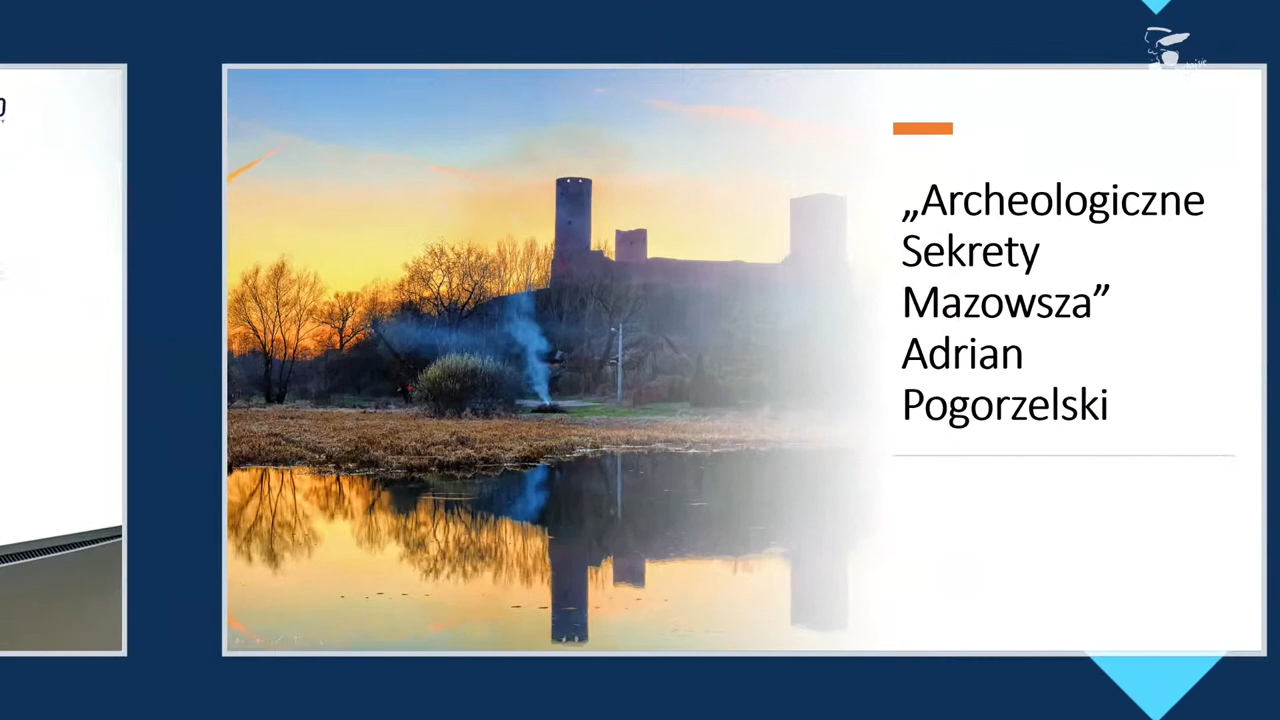 „Archeologiczne
Sekrety
Mazowsza”
Adrian
Pogorzelski